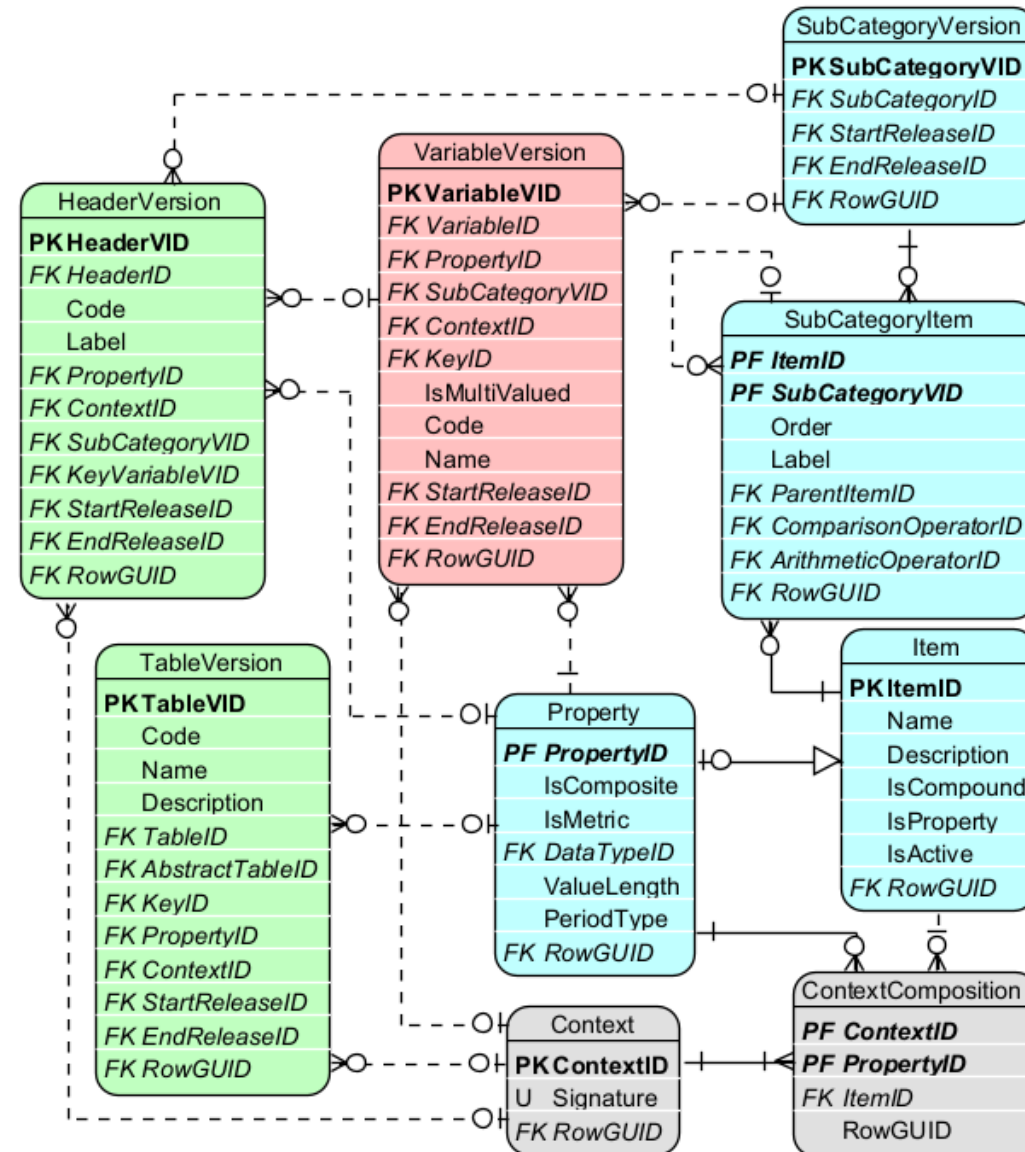 SubCategoryVersion
PK SubCategoryVID
FK SubCategoryID
FK StartReleaseID
FK EndReleaseID
FK RowGUID
VariableVersion
PK VariableVID
FK VariableID
FK PropertyID
FK SubCategoryVID
FK ContextID
FK KeyID
IsMultiValued
Code
Name
FK StartReleaseID
FK EndReleaseID
FK RowGUID
HeaderVersion
PK HeaderVID
FK HeaderID
Code
Label
FK PropertyID
FK ContextID
FK SubCategoryVID
FK KeyVariableVID
FK StartReleaseID
FK EndReleaseID
FK RowGUID
SubCategoryItem
PF ItemID
PF SubCategoryVID
Order
Label
FK ParentItemID
FK ComparisonOperatorID
FK ArithmeticOperatorID
FK RowGUID
TableVersion
PK TableVID
Code
Name
Description
FK TableID
FK AbstractTableID
FK KeyID
FK PropertyID
FK ContextID
FK StartReleaseID
FK EndReleaseID
FK RowGUID
Property
PF PropertyID
IsComposite
IsMetric
FK DataTypeID
ValueLength
PeriodType
FK RowGUID
Item
PK ItemID
Name
Description
IsCompound
IsProperty
IsActive
FK RowGUID
Context
PK ContextID
U Signature
FK RowGUID
ContextComposition
PF ContextID
PF PropertyID
FK ItemID
RowGUID